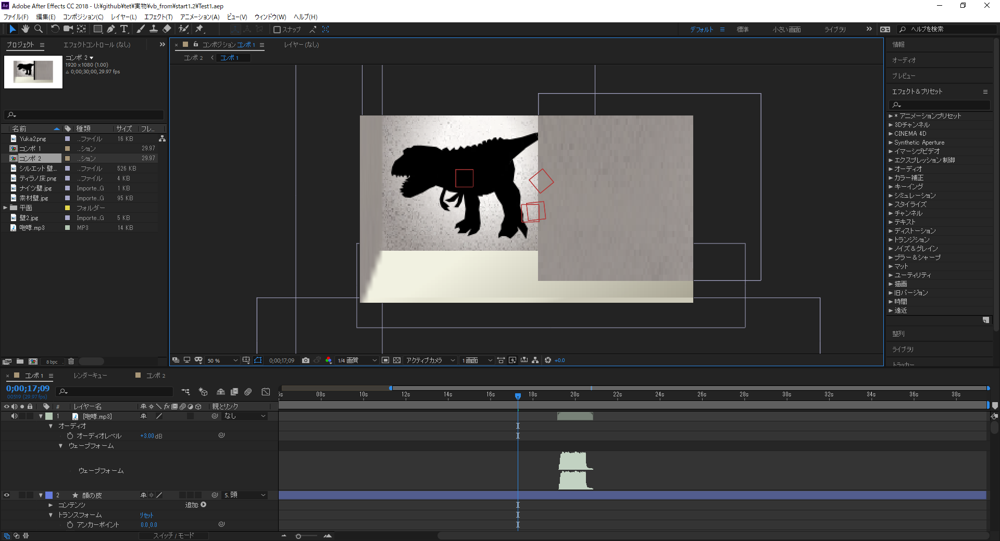 Adobe After Effects CC 2018 - U:¥github¥tet¥実物¥vb_from¥start1.2¥Test1.aep
ファイル(F) 編集(E) コンポジション(C) レイヤー(L) エフェクト(T) アニメーション(A) ビュー(V) ウィンドウ(W) ヘルプ(H)
スナップ デフォルト 標準 小さい画面 ライブラリ ヘルプを検索
プロジェクト エフェクトコントロール (なし)
コンポ 2
1920 x1080 (1.00)
△ 0;00;30;00, 29.97 fps
名前 種類 サイズ フレ...
Yuka2.png ...ファイル 16 KB
コンポ 1 ...ション 29.97
コンポ 2 ...ション 29.97
シルエット 壁... ...ファイル 526 KB
ティラノ床.png ...ファイル 4 KB
ナイツ壁.jpg Importe...G 1 KB
素材壁.jpg Importe...G 95 KB
平面 フォルダー
壁2.jpg Importe...G 5 KB
咆哮.mp3 MP3 14 KB
8 bpc
コンポジション コンポ 1 レイヤー (なし)
コンポ 2 コンポ 1
50 % 0;00;17;09 1/4 画質 アクティブカメラ 1画面 +0.0
情報
オーディオ
プレビュー
エフェクト＆プリセット
* アニメーションプリセット
3Dチャンネル
CINEMA 4D
Synthetic Aperture
イマーシブビデオ
エクスプレッション制御
オーディオ
カラー補正
キーイング
シミュレーション
スタイライズ
チャンネル
テキスト
ディストーション
トランジション
ノイズ＆グレイン
ブラー＆シャープ
マット
ユーティリティ
描画
旧バージョン
時間
遠近
整列
ライブラリ
トラッカー
コンポ 1 レンダーキュー コンポ 2
0;00;17;09
00519 (29.97 fps)
08s 10s 12s 14s 16s 18s 20s 22s 24s 26s 28s 30s 32s 34s 36s 38s
# レイヤー名 fx 親とリンク
1 [咆哮.mp3] なし
オーディオ
オーディオレベル +3.00 dB
ウェーブフォーム
ウェーブフォーム
2 顔の皮 5. 頭
コンテンツ 追加:
トランスフォーム リセット
アンカーポイント 0.0,0.0
スイッチ / モード